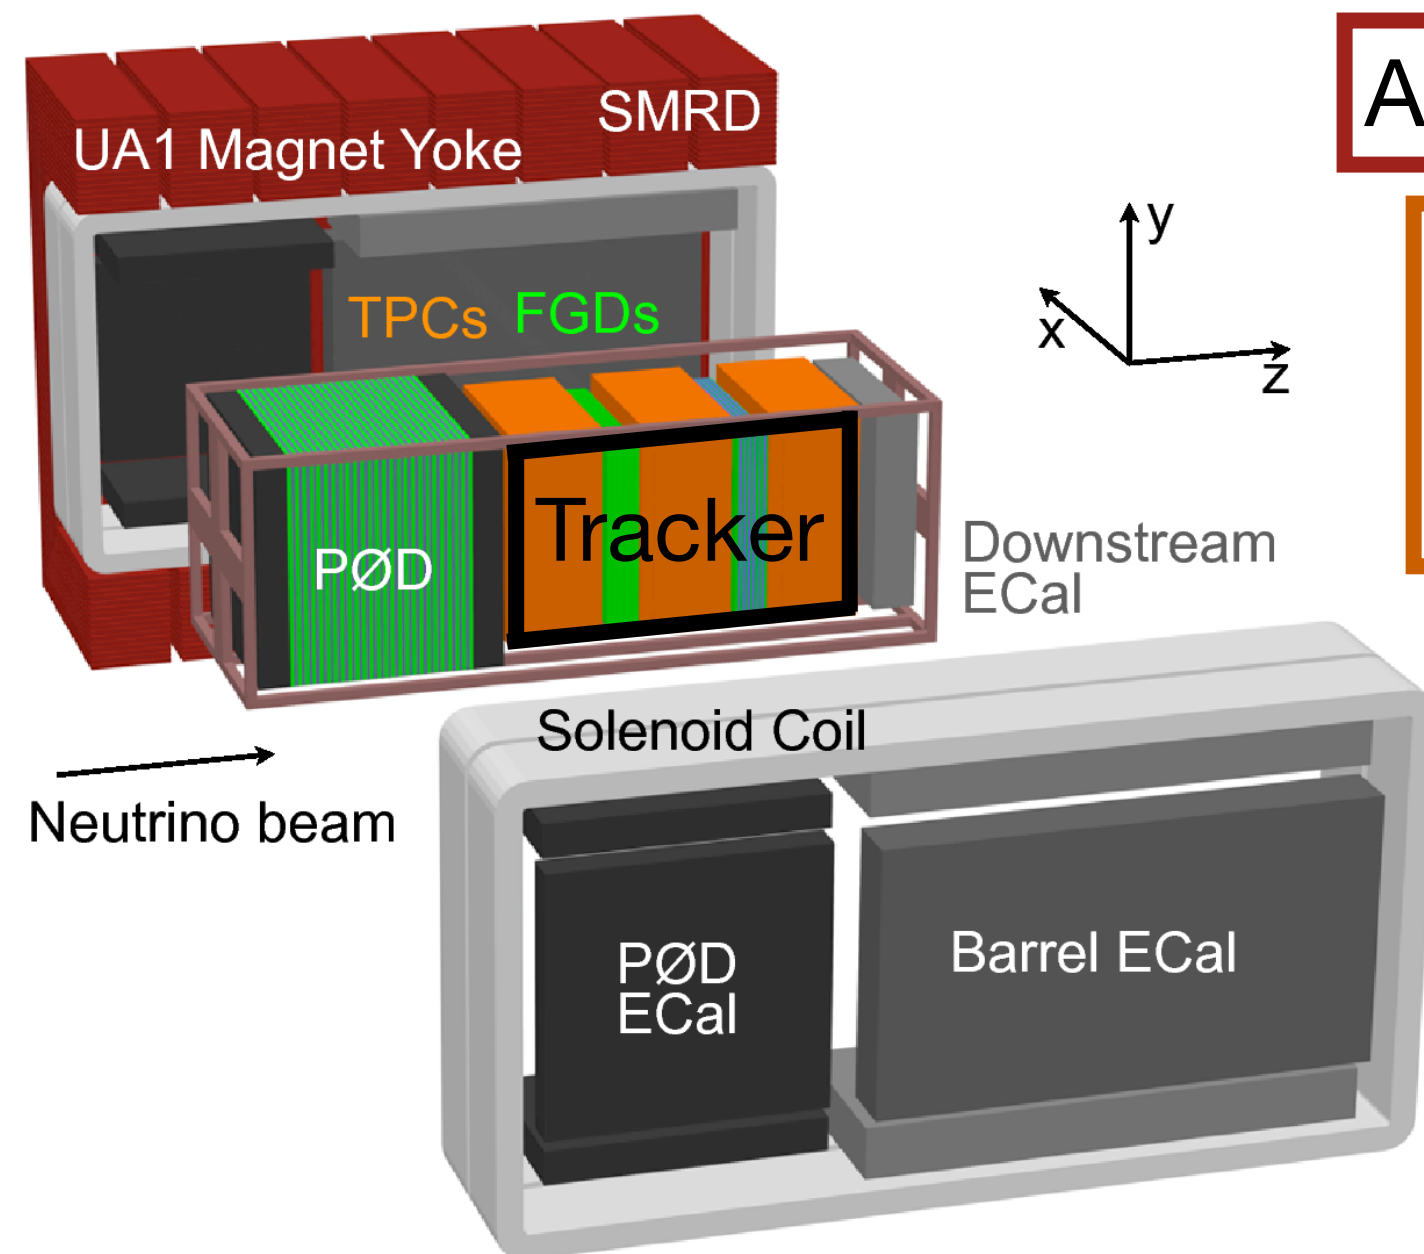 SMRD
UA1 Magnet Yoke
A
y
x
z
TPCs FGDs
Tracker
PØD
Downstream
ECal
Solenoid Coil
Neutrino beam
PØD
ECal
Barrel ECal